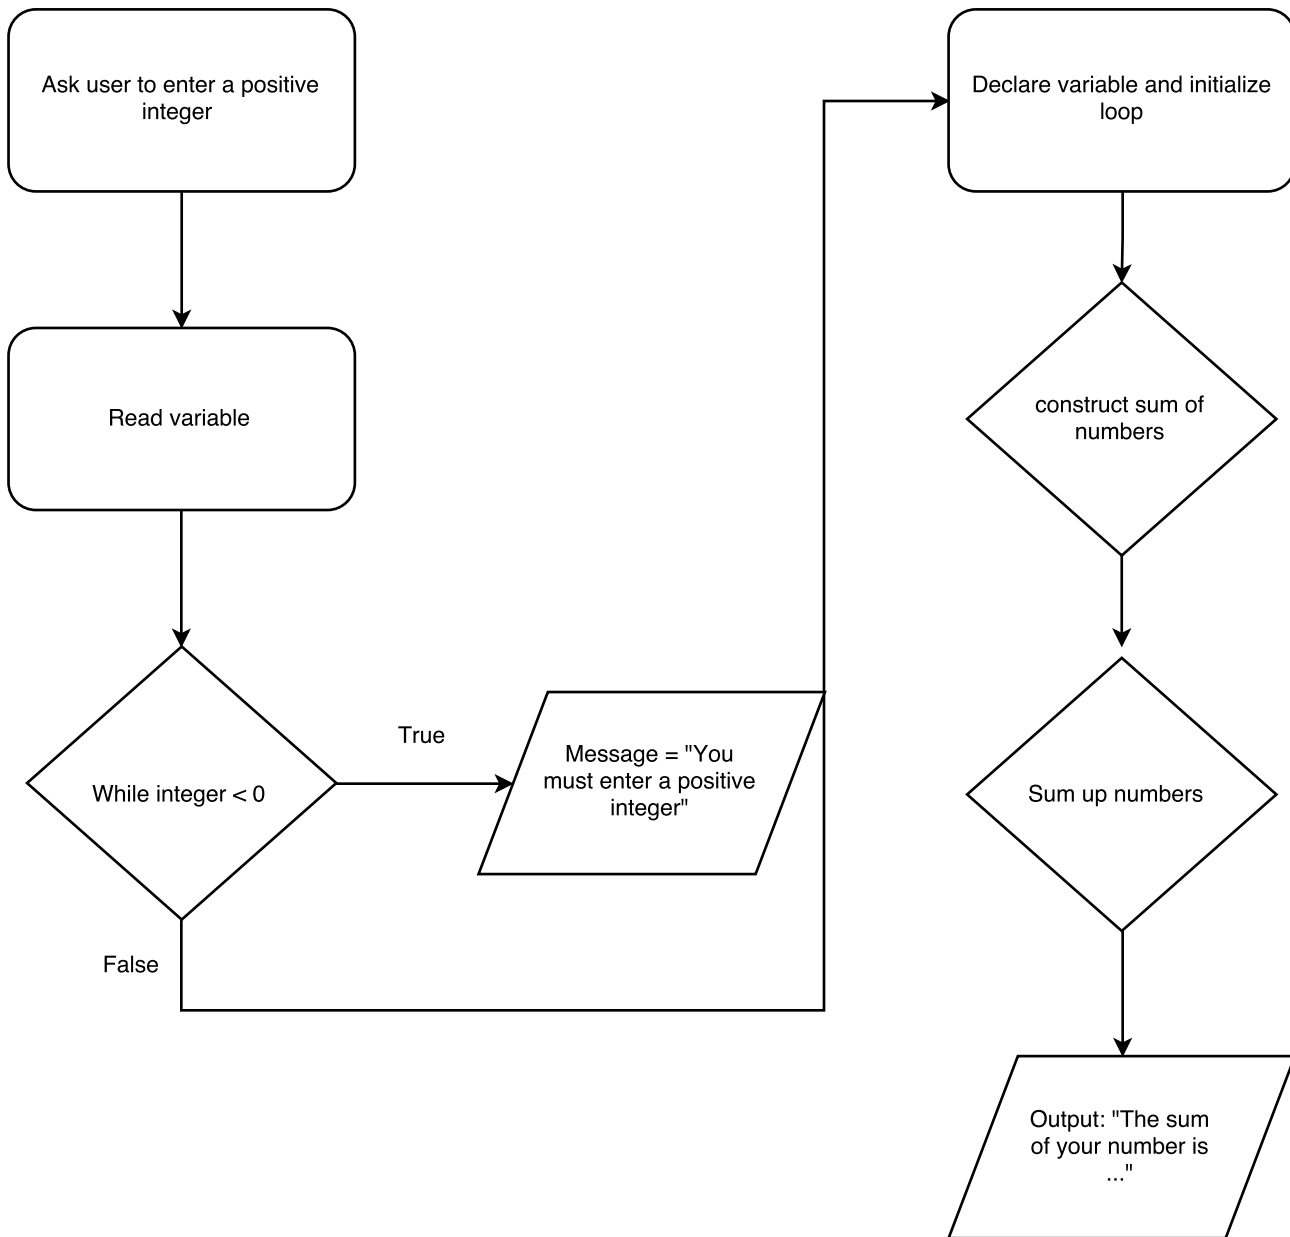 Ask user to enter a positive
integer
Read variable
While integer < 0
True
False
Message = "You
must enter a positive
integer"
Declare variable and initialize
loop
construct sum of
numbers
Sum up numbers
Output: "The sum
of your number is
..."